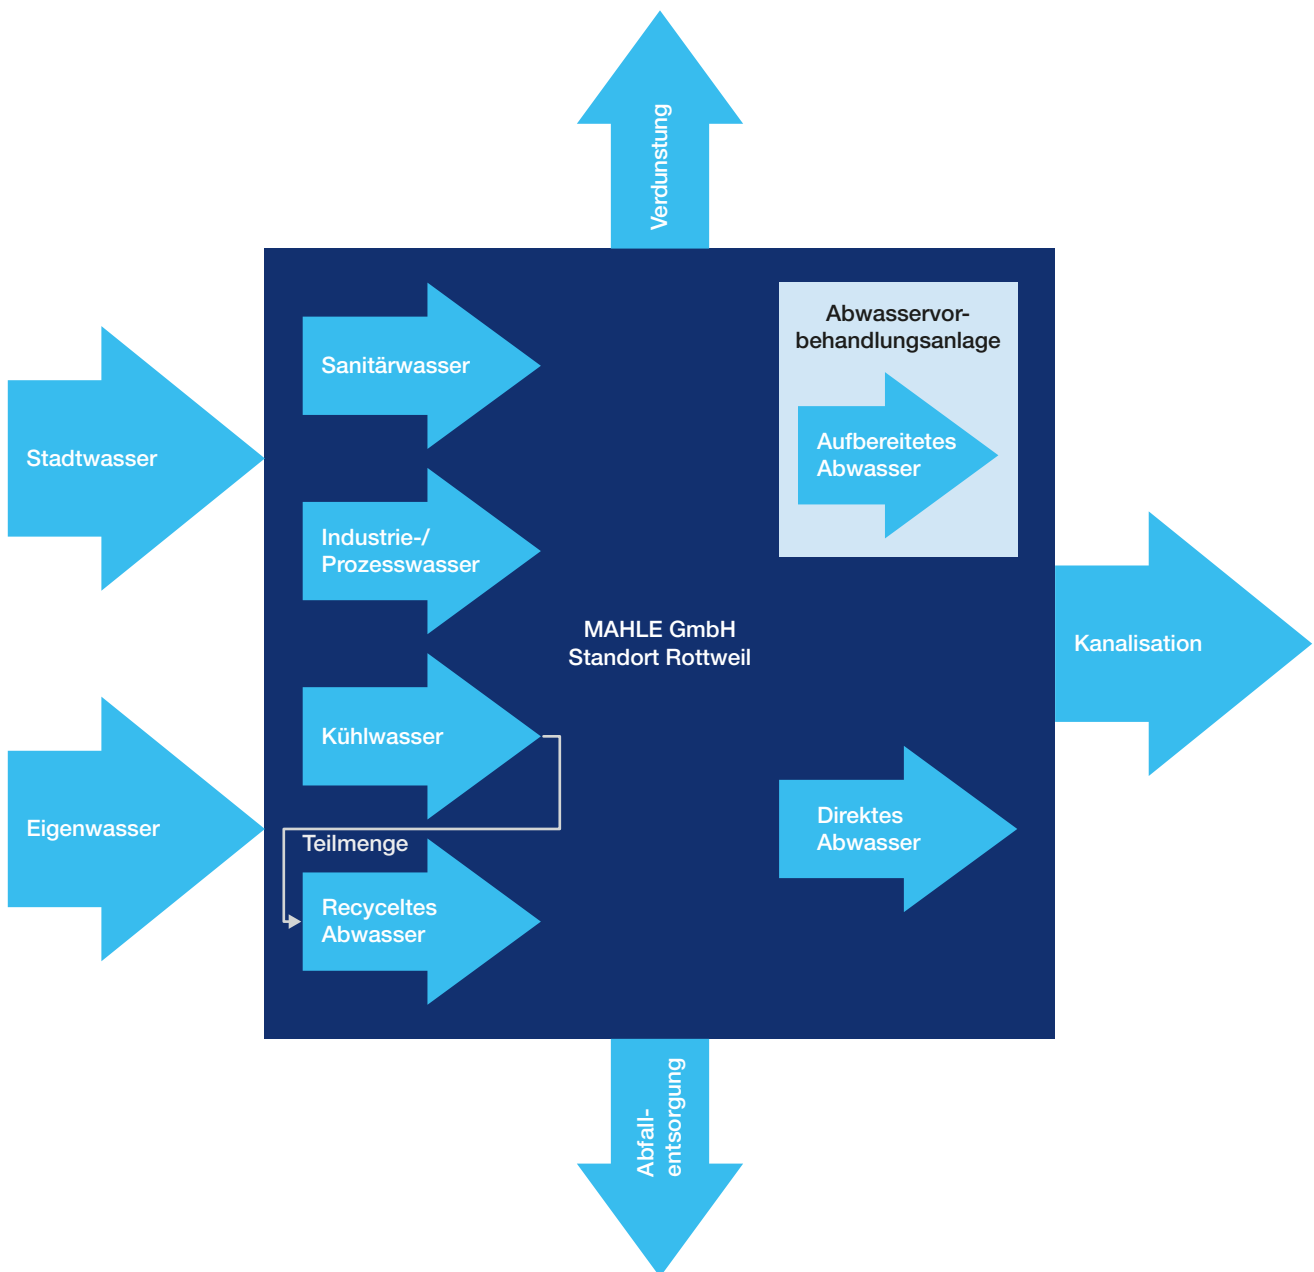 Verdunstung
Stadtwasser
Eigenwasser
Sanitärwasser
Industrie-/
Prozesswasser
Kühlwasser
Teilmenge
Recyceltes
Abwasser
MAHLE GmbH
Standort Rottweil
Abwasservor-
behandlungsanlage
Aufbereitetes
Abwasser
Direktes
Abwasser
Kanalisation
Abfall-
entsorgung